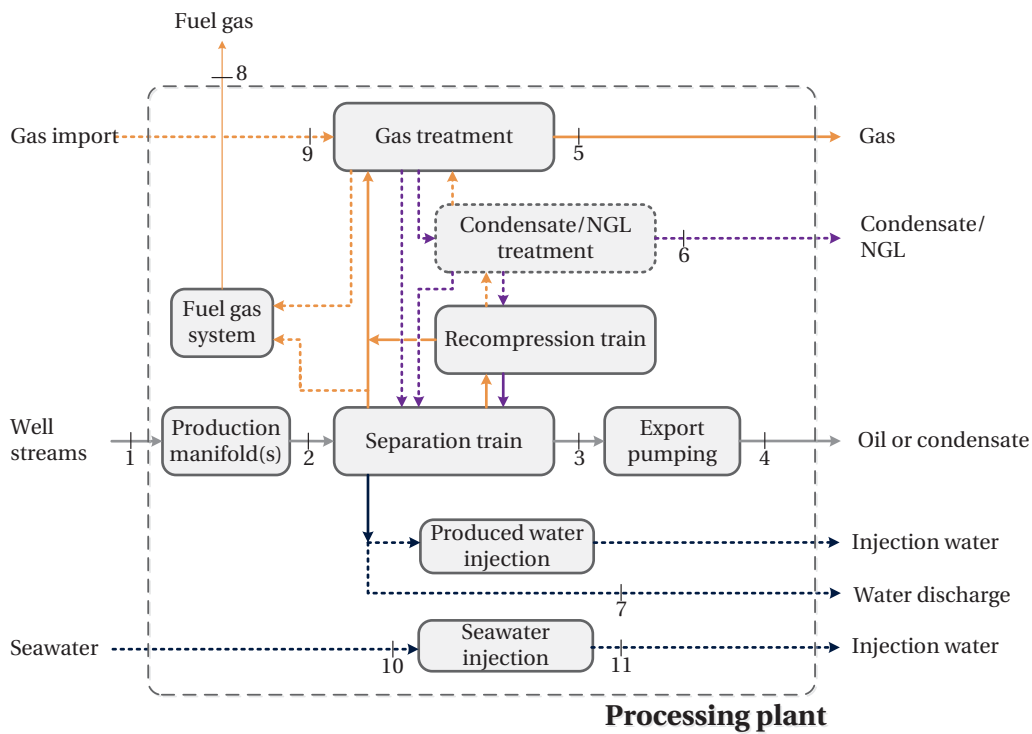 Fuel gas
8
Gas import
9
Gas treatment
5
Gas
Condensate/NGL
treatment
6
Condensate/
NGL
Fuel gas
system
Recompression train
Well
streams
1
Production
manifold(s)
2
Separation train
3
Export
pumping
4
Oil or condensate
Produced water
injection
Injection water
7
Water discharge
Seawater
10
Seawater
injection
11
Injection water
Processing plant